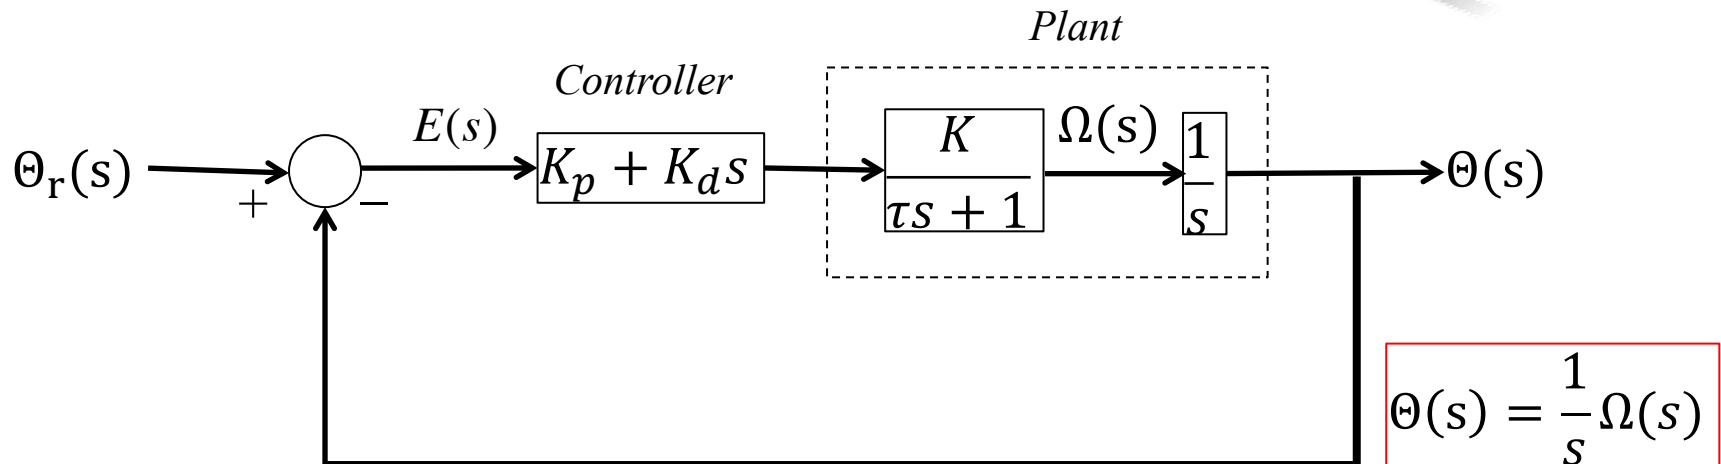 Plant
Controller
Θr(s)
+
−
E(s)
Kp + Kds
K
τs + 1
Ω(s)
1
s
Θ(s)
Θ(s) = 1/s Ω(s)